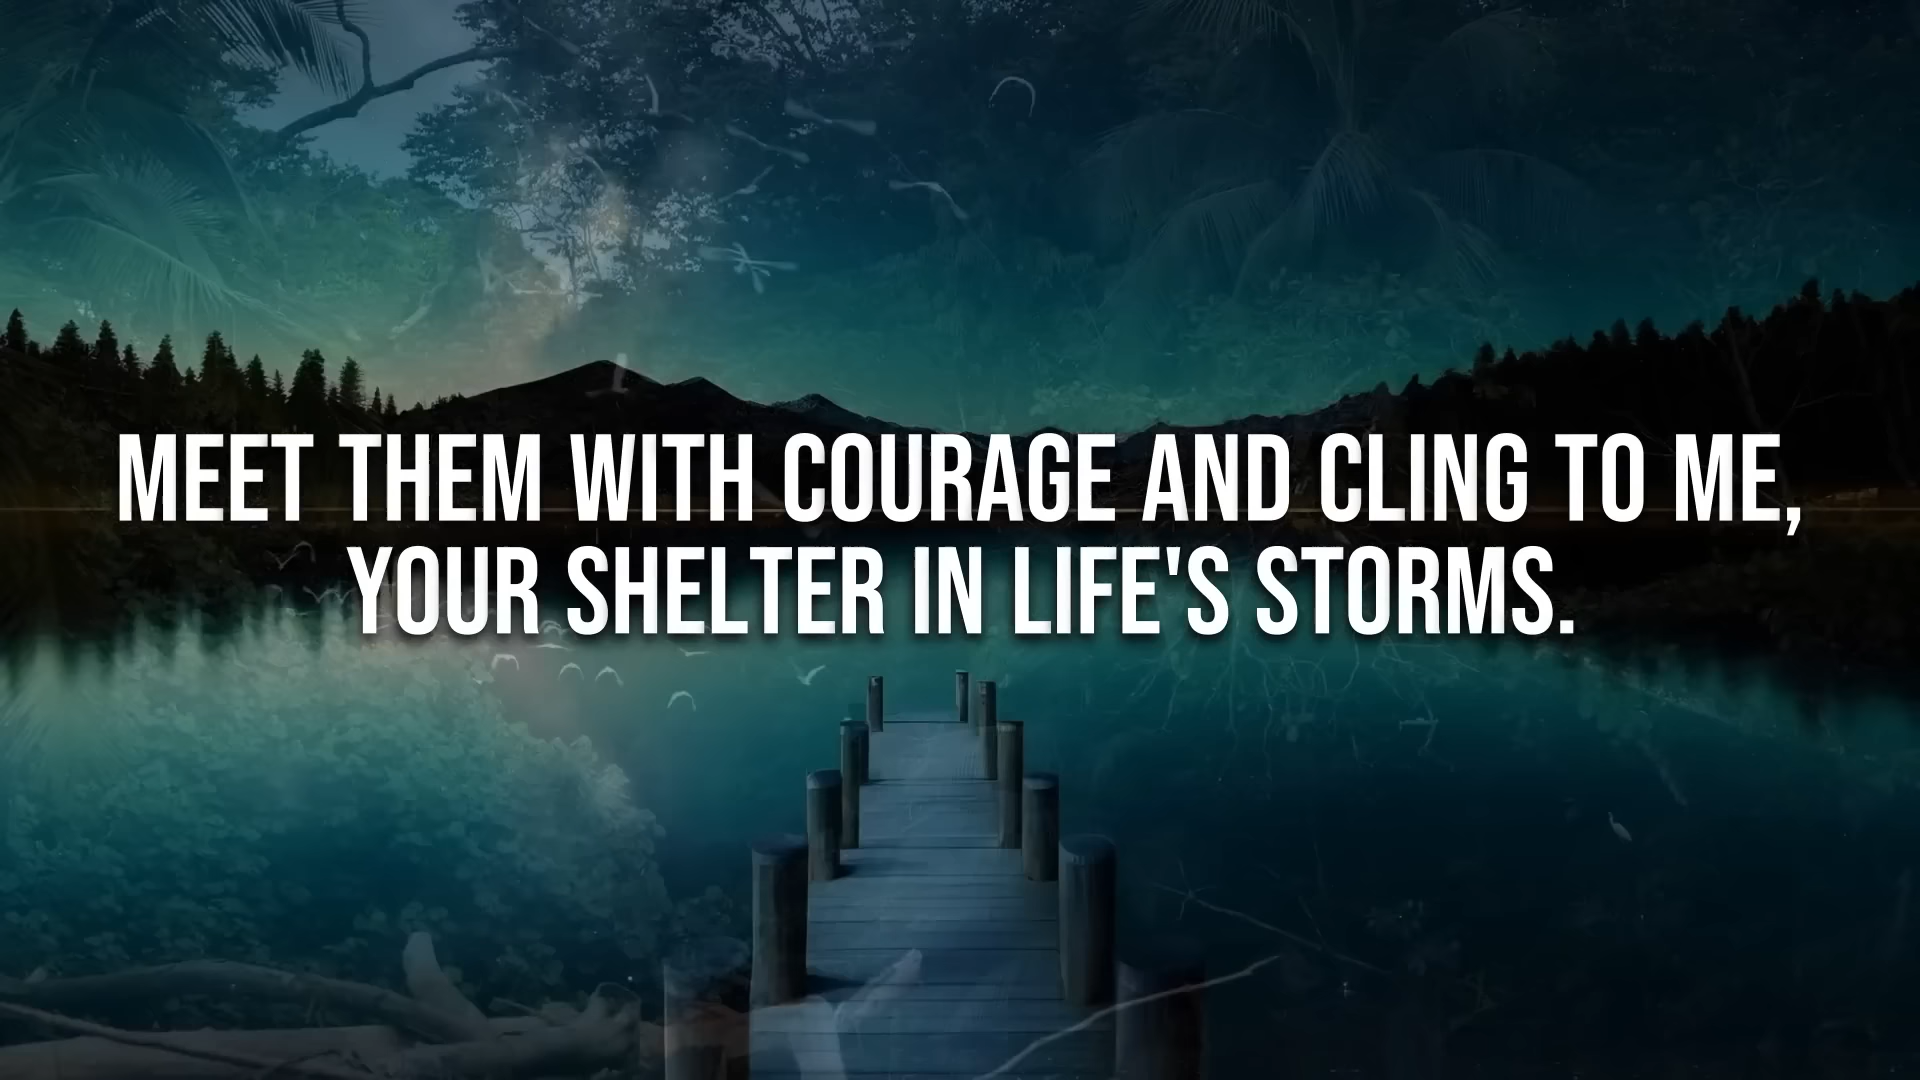 MEET THEM WITH COURAGE AND CLING TO ME,
YOUR SHELTER IN LIFE'S STORMS.